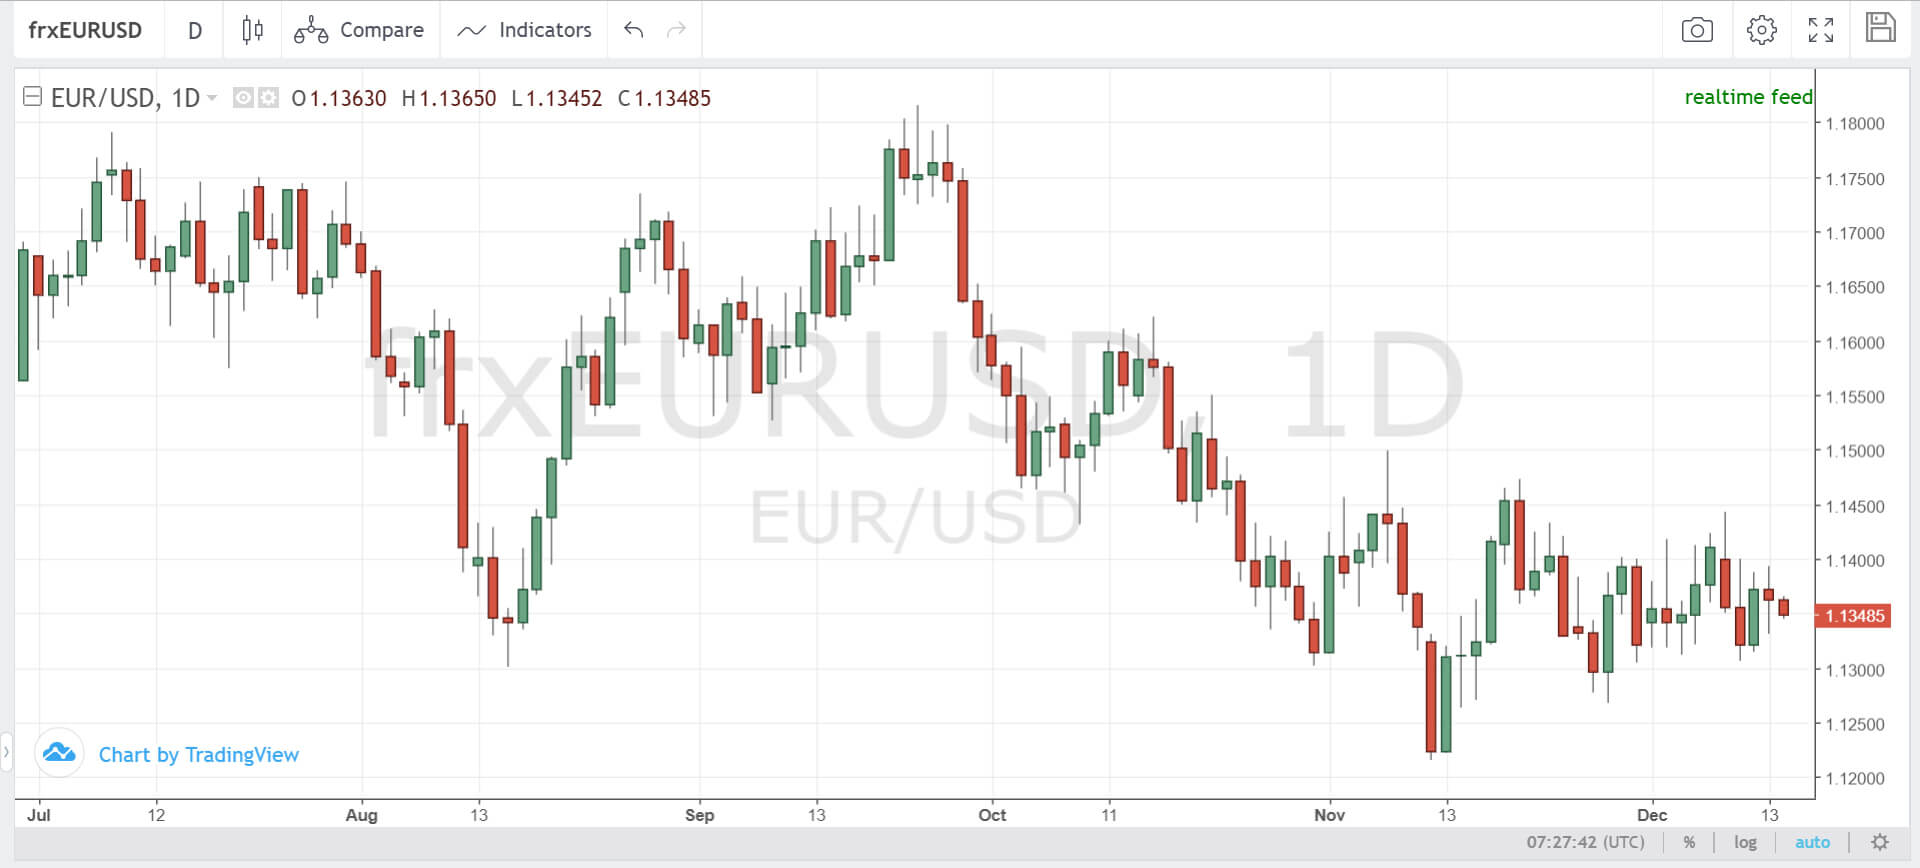 frxEURUSD D Compare Indicators
EUR/USD, 1D O1.13630 H1.13650 L1.13452 C1.13485
realtime feed
1.18000
1.17500
1.17000
1.16500
1.16000
1.15500
1.15000
1.14500
1.14000
1.13485
1.13000
1.12500
1.12000
frxEURUSD, 1D
EUR/USD
Chart by TradingView
Jul 12 Aug 13 Sep 13 Oct 11 Nov 13 Dec 13
07:27:42 (UTC) % log auto